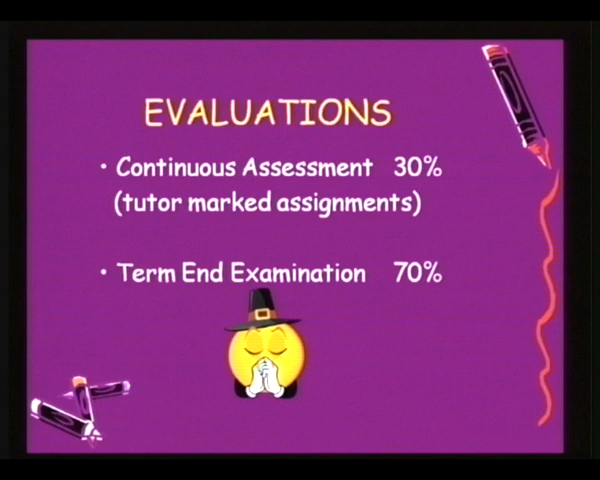 EVALUATIONS
• Continuous Assessment 30%
(tutor marked assignments)
• Term End Examination 70%